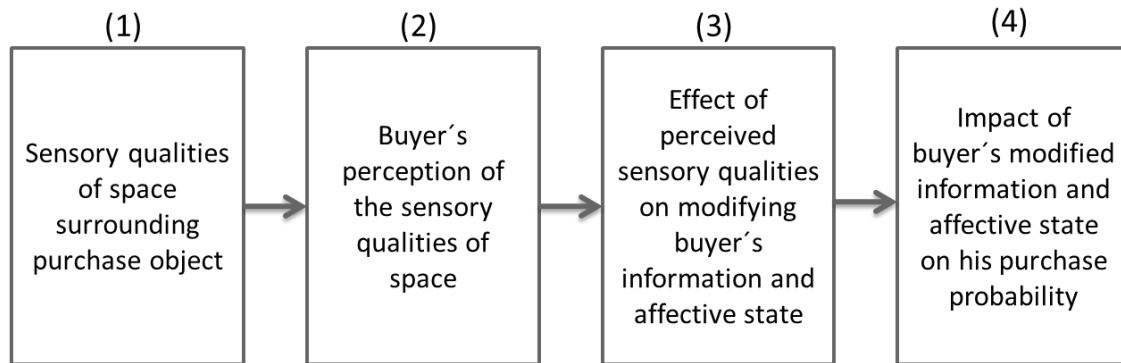 (1)
Sensory qualities
of space
surrounding
purchase object
(2)
Buyer´s
perception of
the sensory
qualities of
space
(3)
Effect of
perceived
sensory qualities
on modifying
buyer´s
information and
affective state
(4)
Impact of
buyer´s modified
information and
affective state
on his purchase
probability